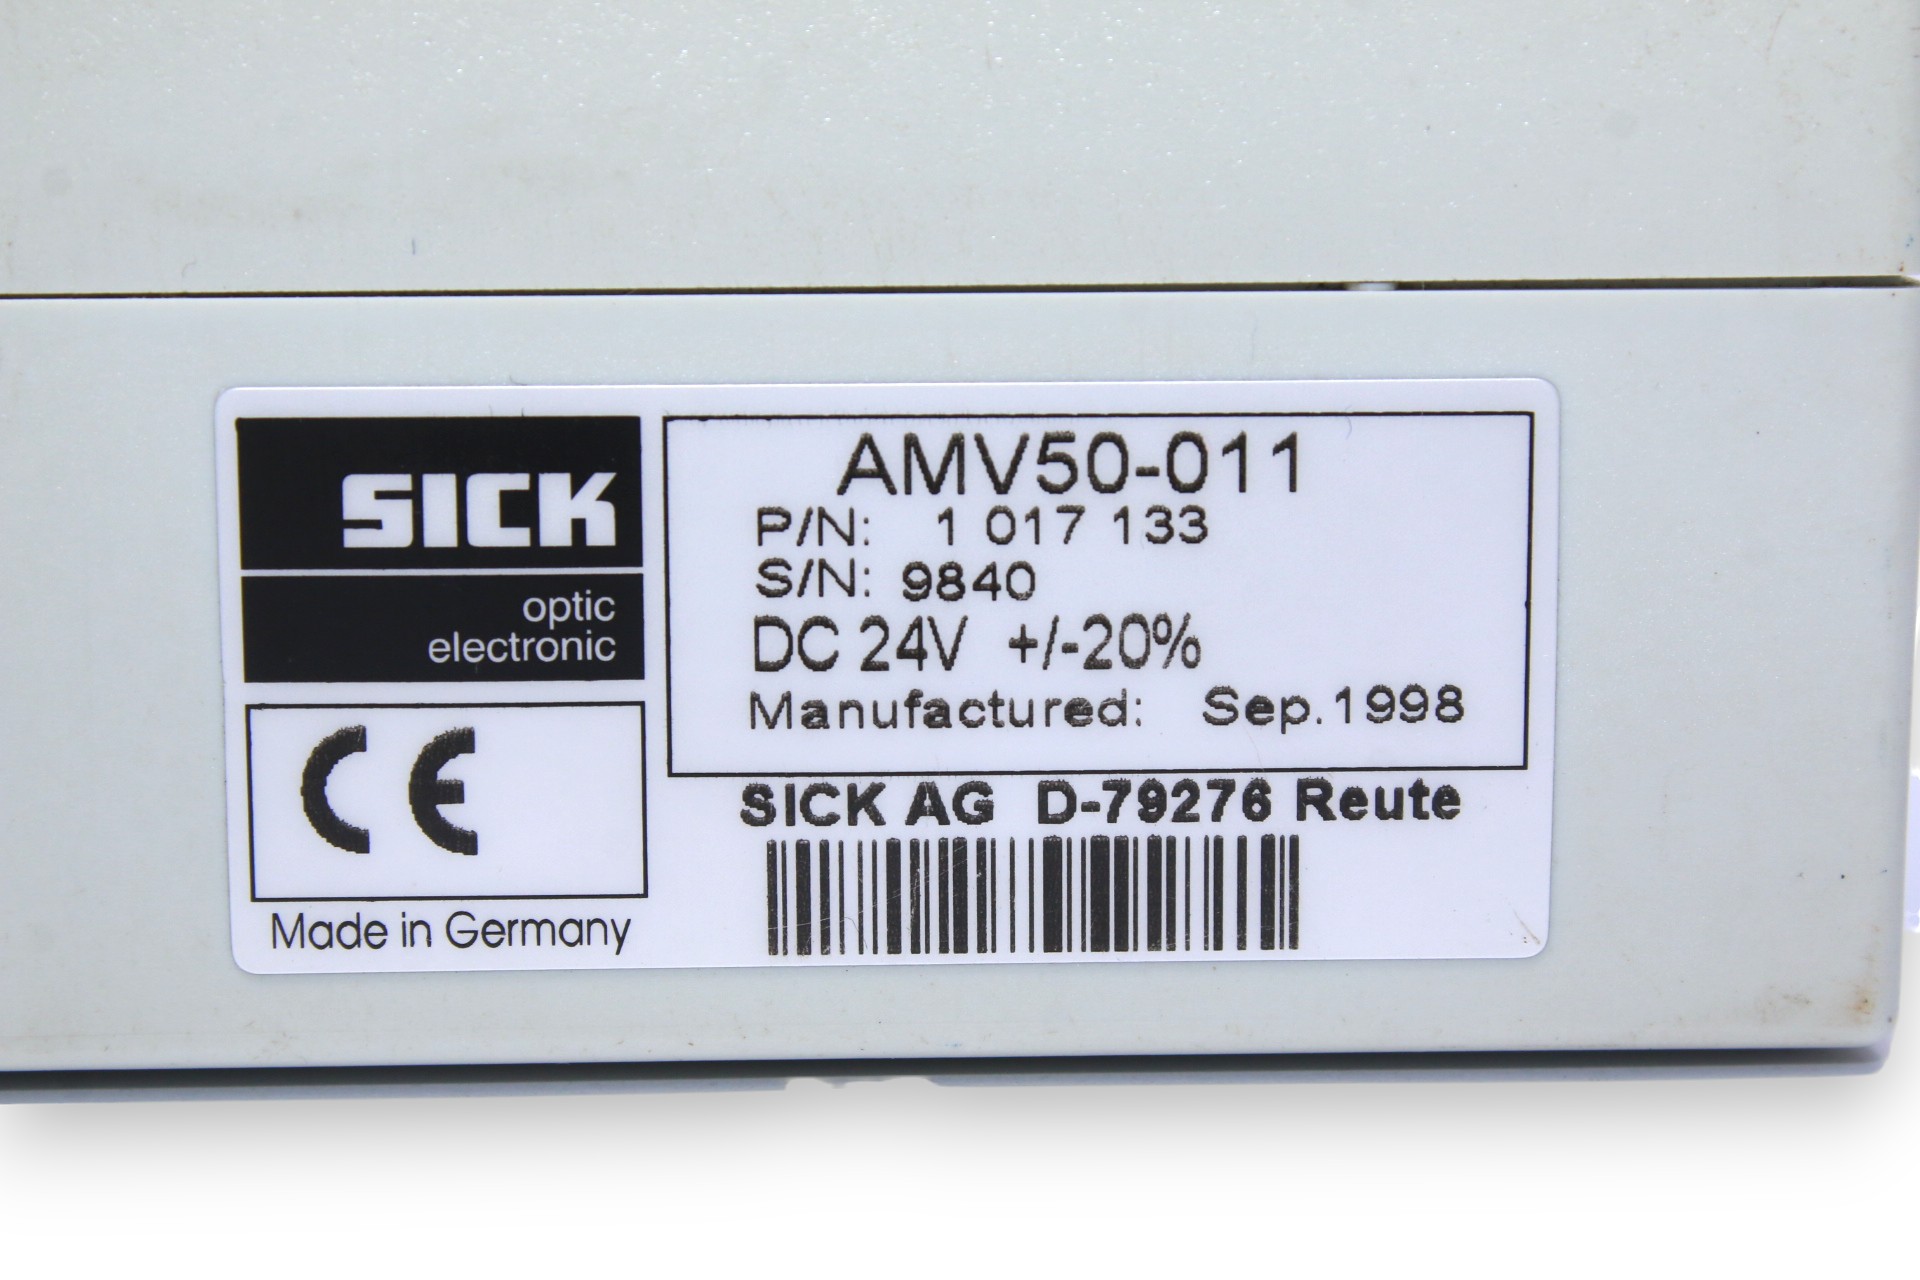 SICK
optic
electronic
CE
Made in Germany
AMV50-011
P/N: 1 017 133
S/N: 9840
DC 24V +/-20%
Manufactured: Sep.1998
SICK AG D-79276 Reute